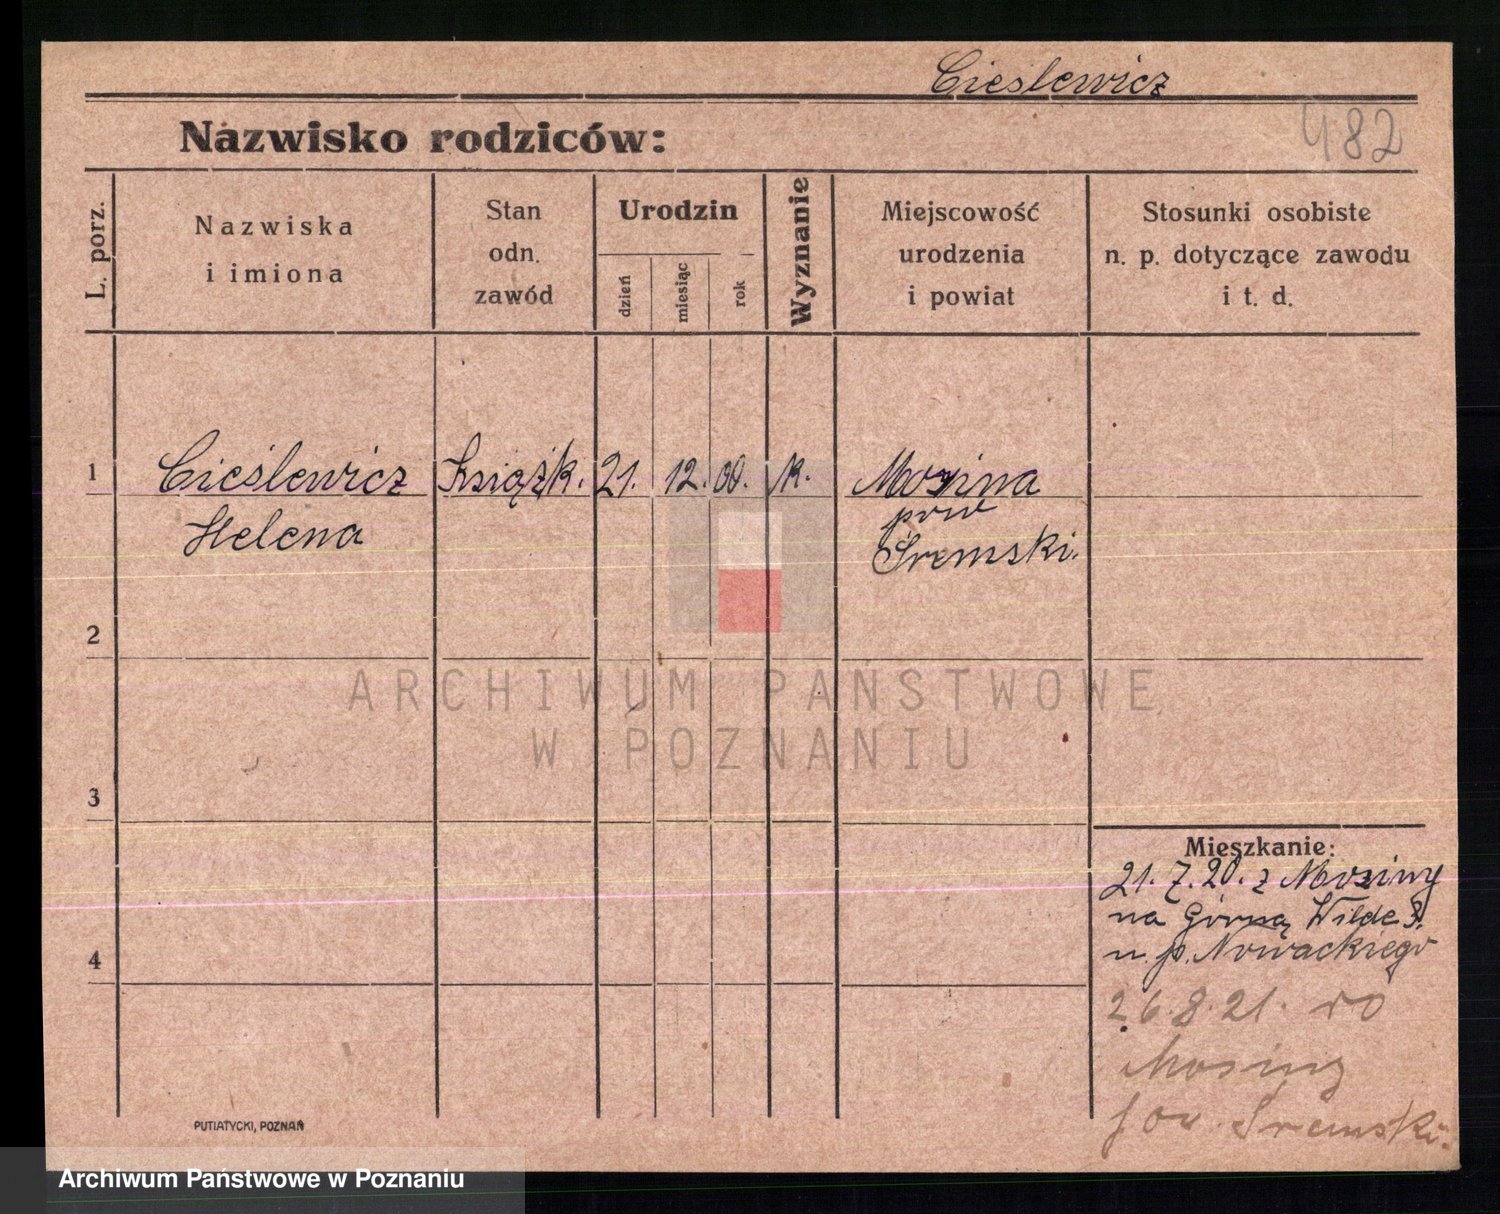 Cieślewicz
482
Nazwisko rodziców:
L. porz.
Nazwiska
i imiona
Stan
odn.
zawód
Urodzin
dzień
miesiąc
rok
Wyznanie
Miejscowość
urodzenia
i powiat
Stosunki osobiste
n. p. dotyczące zawodu
i t. d.
1
Cieślewicz
Helena
Książk.
21.
12.
00.
k.
Mosina
pow
Śremski.
2
ARCHIWUM PAŃSTWOWE
W POZNANIU
3
Mieszkanie:
21. 7. 20. z Mosiny
na Górną Wilde 3.
u. p. Nowackiego
4
26. 8. 21. do
Mosiny
pow. Śremski.
PUTIATYCKI, POZNAŃ
Archiwum Państwowe w Poznaniu